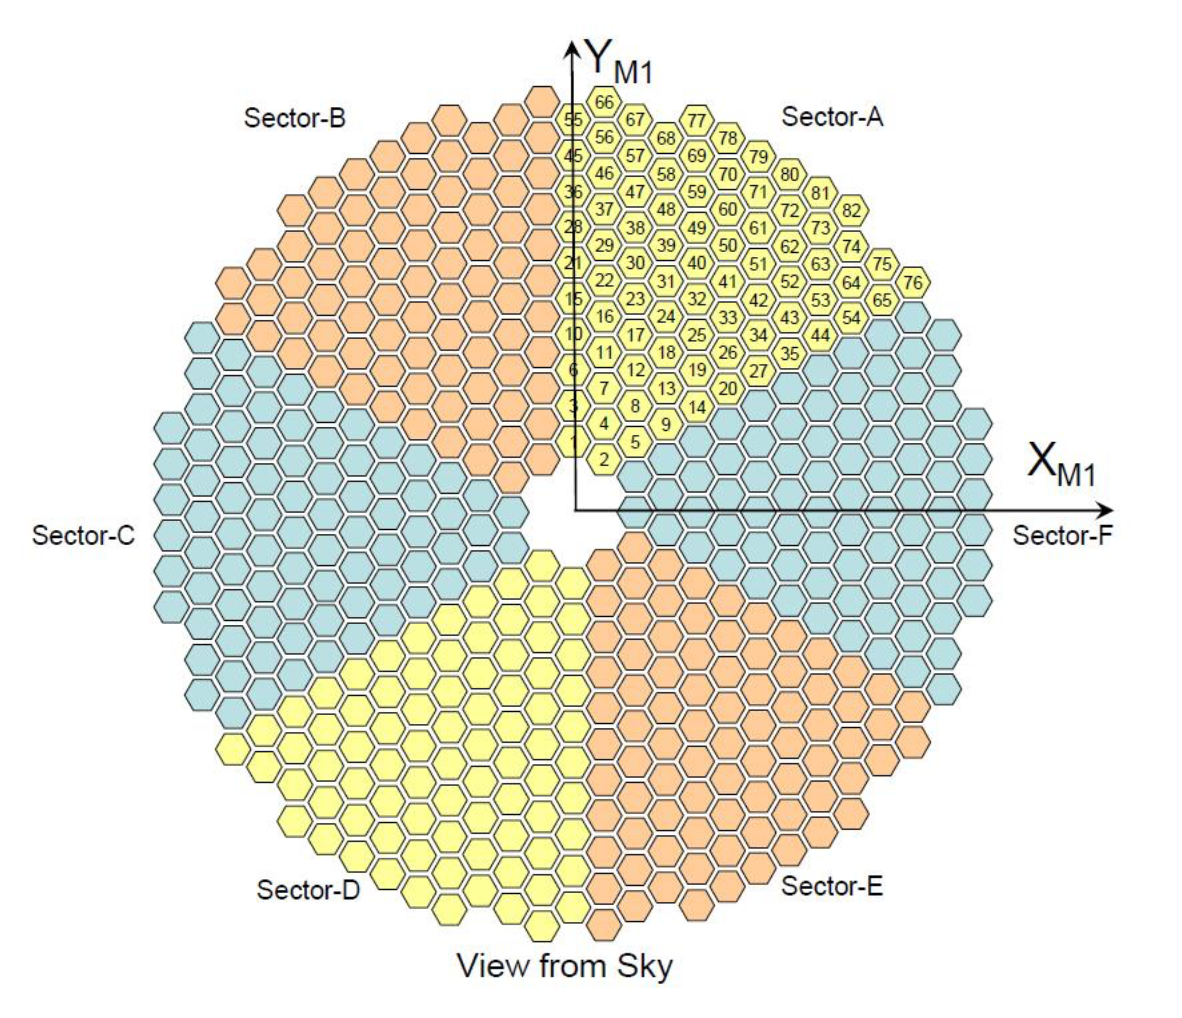 Y M1
Sector-B
Sector-A
66
55 67 77
56 68 78
45 57 69 79
46 58 70 80
36 47 59 71 81
37 48 60 72 82
28 38 49 61 73
29 39 50 62 74
21 30 40 51 63 75
22 31 41 52 64 76
15 23 32 42 53 65
16 24 33 43 54
10 17 25 34 44
11 18 26 35
6 12 19 27
7 13 20
3 8 14
4 9
1 5
2
X M1
Sector-C
Sector-F
Sector-D
Sector-E
View from Sky